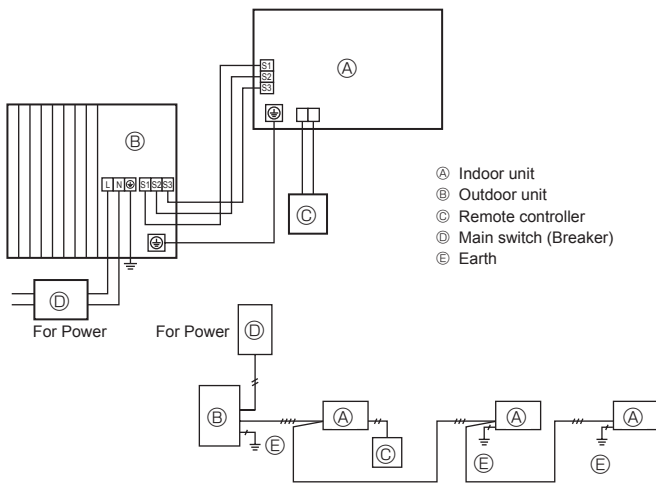 S1
S2
S3
Ⓐ
Ⓑ
L N S1 S2 S3
Ⓒ
Ⓐ Indoor unit
Ⓑ Outdoor unit
Ⓒ Remote controller
Ⓓ Main switch (Breaker)
Ⓔ Earth
Ⓓ
For Power
For Power Ⓓ
Ⓑ Ⓔ Ⓐ Ⓒ Ⓐ Ⓔ Ⓐ Ⓔ